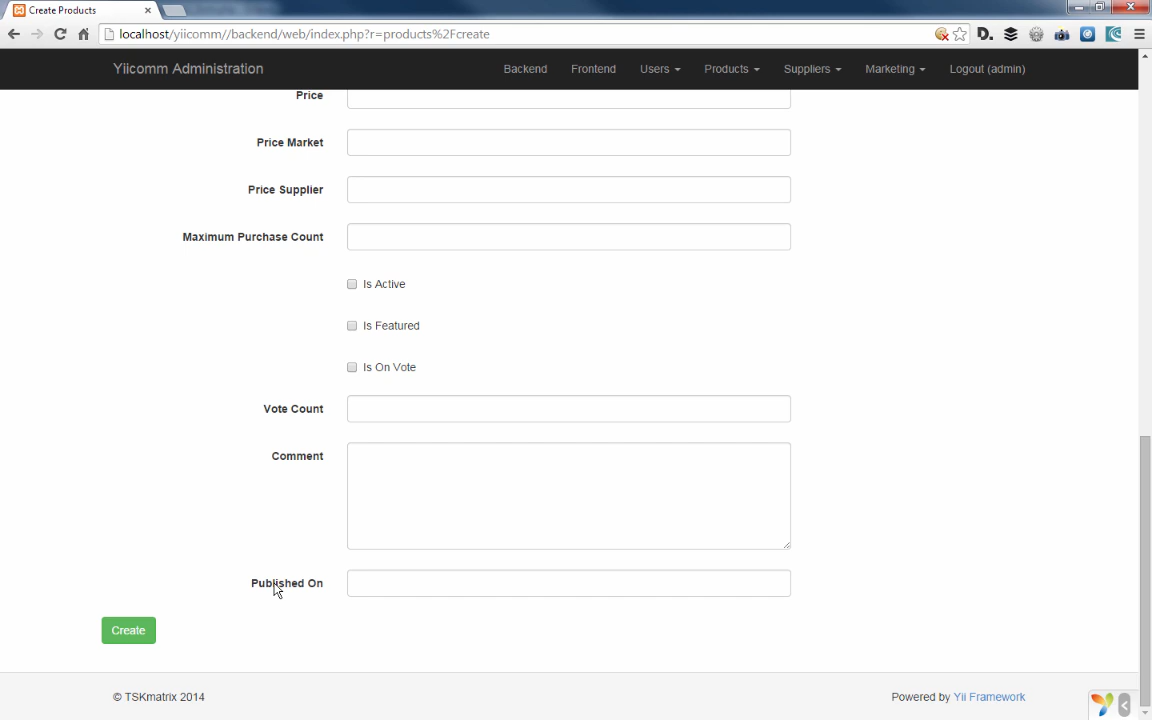 Create Products
localhost/yiicomm//backend/web/index.php?r=products%2Fcreate
Yiicomm Administration Backend Frontend Users Products Suppliers Marketing Logout (admin)
Price
Price Market
Price Supplier
Maximum Purchase Count
Is Active
Is Featured
Is On Vote
Vote Count
Comment
Published On
Create
© TSKmatrix 2014 Powered by Yii Framework